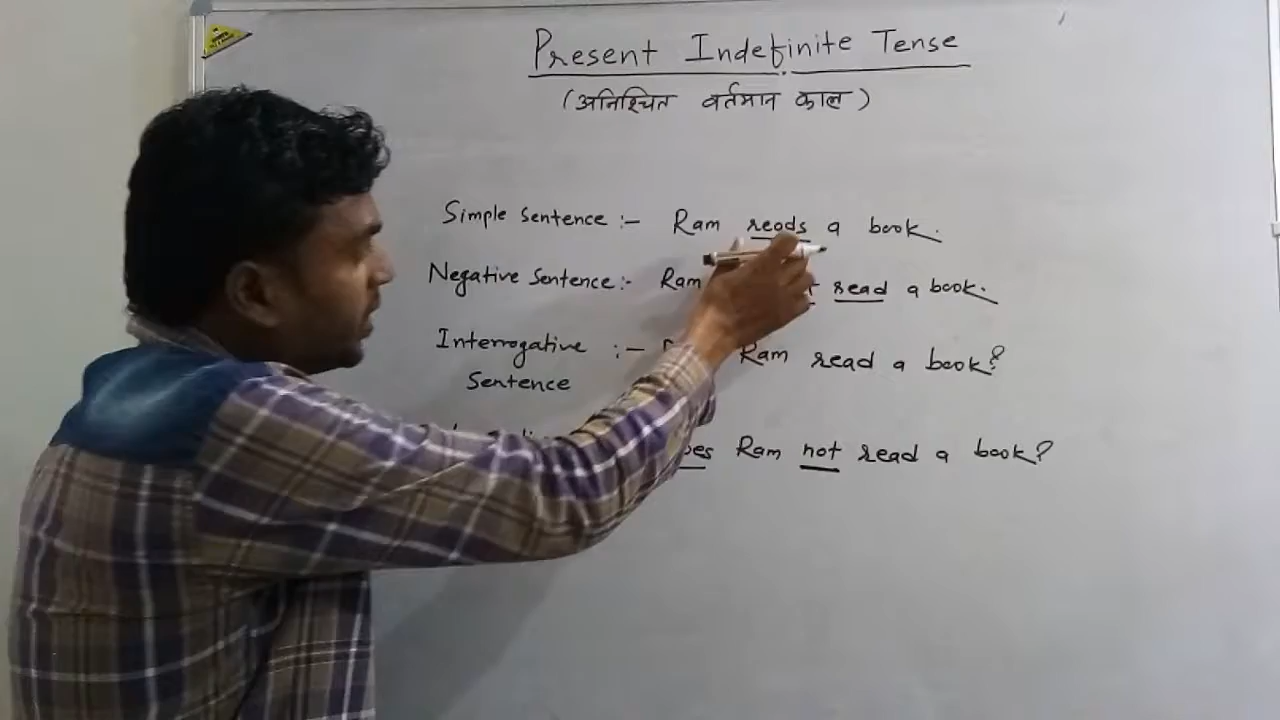 Present Indefinite Tense
(अनिश्चित वर्तमान काल)
Simple Sentence :- Ram reads a book.
Negative Sentence :- Ram read a book.
Interrogative :- Ram read a book?
Sentence
Ram not read a book?